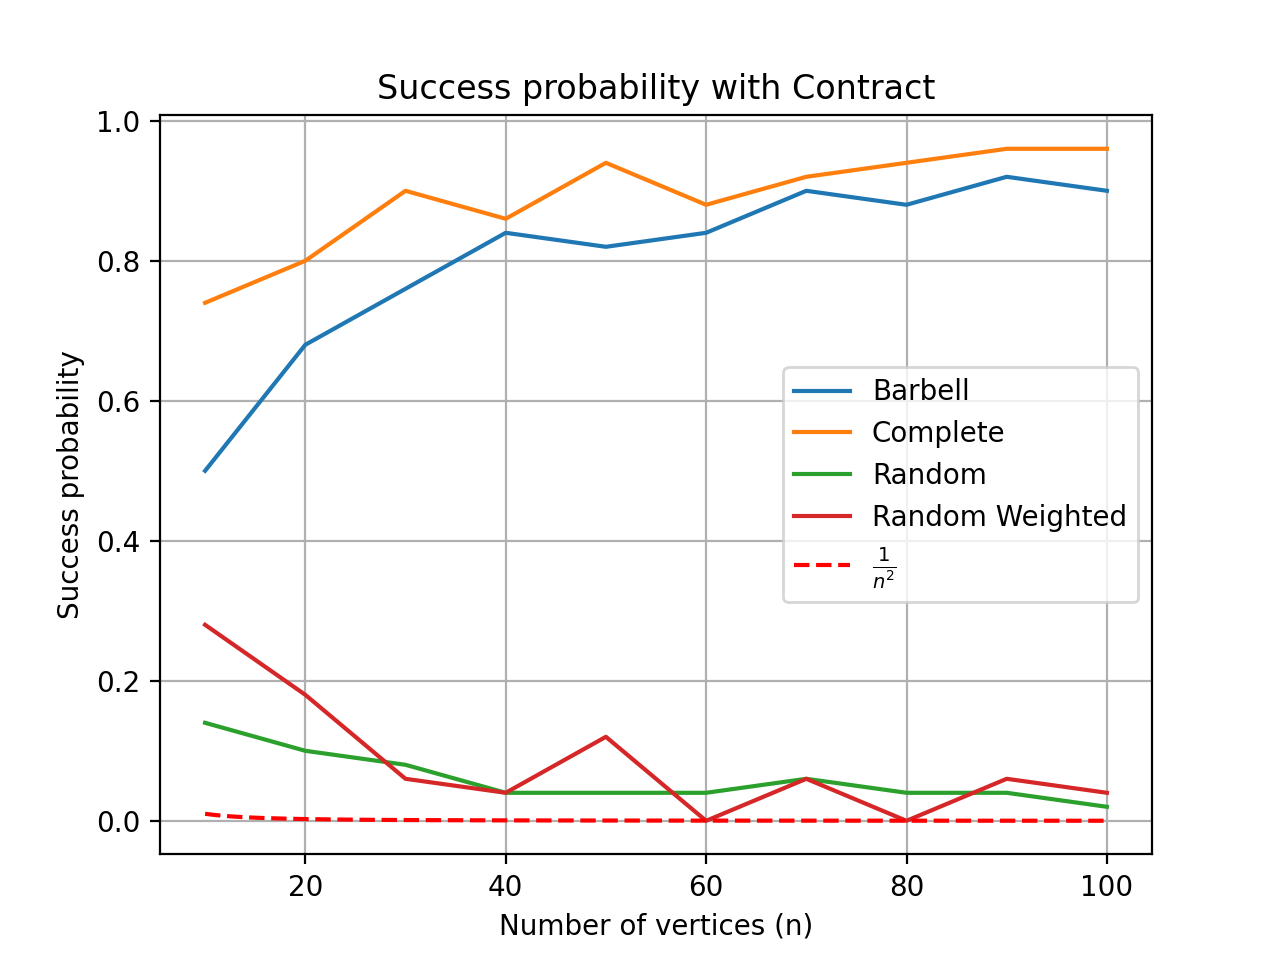 Success probability with Contract
1.0
0.8
0.6
0.4
0.2
0.0
Success probability
Barbell
Complete
Random
Random Weighted
1/n²
20 40 60 80 100
Number of vertices (n)